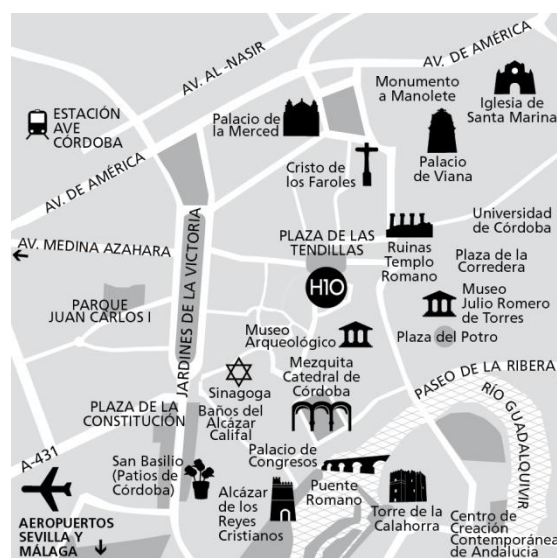 AV. AL-NASIR
AV. DE AMÉRICA
Monumento
a Manolete
Iglesia de
Santa Marina
ESTACIÓN
AVE
CÓRDOBA
Palacio de
la Merced
Palacio
de Viana
Cristo de
los Faroles
AV. DE AMÉRICA
Universidad
de Córdoba
AV. MEDINA AZAHARA
JARDINES DE LA VICTORIA
PLAZA DE LAS
TENDILLAS
Ruinas
Templo
Romano
Plaza de la
Corredera
H10
PARQUE
JUAN CARLOS I
Museo
Julio Romero
de Torres
Museo
Arqueológico
Plaza del Potro
Mezquita
Catedral de
Córdoba
PASEO DE LA RIBERA
RÍO GUADALQUIVIR
Sinagoga
PLAZA DE LA
CONSTITUCIÓN
Baños del
Alcázar
Califal
A-431
San Basilio
(Patios de
Córdoba)
Palacio de
Congresos
Puente
Romano
Alcázar
de los
Reyes
Cristianos
Torre de la
Calahorra
Centro de
Creación
Contemporánea
de Andalucia
AEROPUERTOS
SEVILLA Y
MÁLAGA